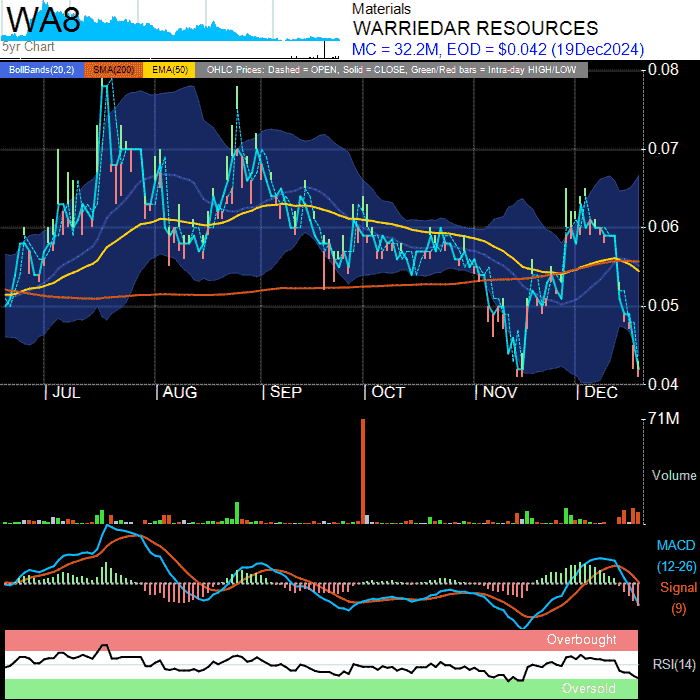 WA8
5yr Chart
Materials
WARRIEDAR RESOURCES
MC = 32.2M, EOD = $0.042 (19Dec2024)
BollBands(20,2) SMA(200) EMA(50) OHLC Prices: Dashed = OPEN, Solid = CLOSE, Green/Red bars = Intra-day HIGH/LOW
0.08
0.07
0.06
0.05
0.04
| JUL | AUG | SEP | OCT | NOV | DEC
71M
Volume
MACD
(12-26)
Signal
(9)
Overbought
RSI(14)
Oversold